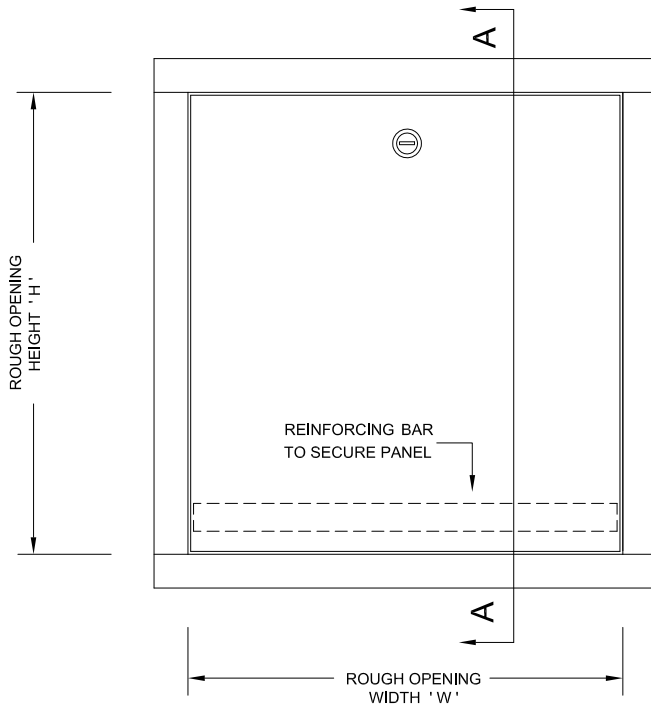 A
ROUGH OPENING
HEIGHT 'H'
REINFORCING BAR
TO SECURE PANEL
A
ROUGH OPENING
WIDTH 'W'